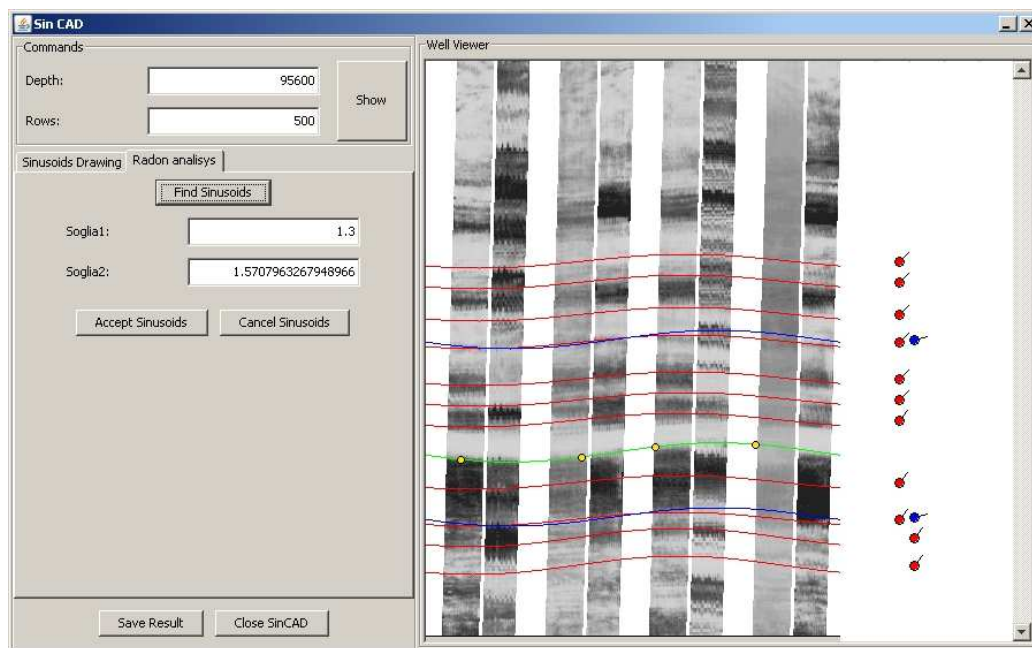 Sin CAD
Commands
Depth: 95600
Rows: 500
Show
Sinusoids Drawing Radon analisys
Find Sinusoids
Soglia1: 1.3
Soglia2: 1.5707963267948966
Accept Sinusoids Cancel Sinusoids
Save Result Close SinCAD
Well Viewer